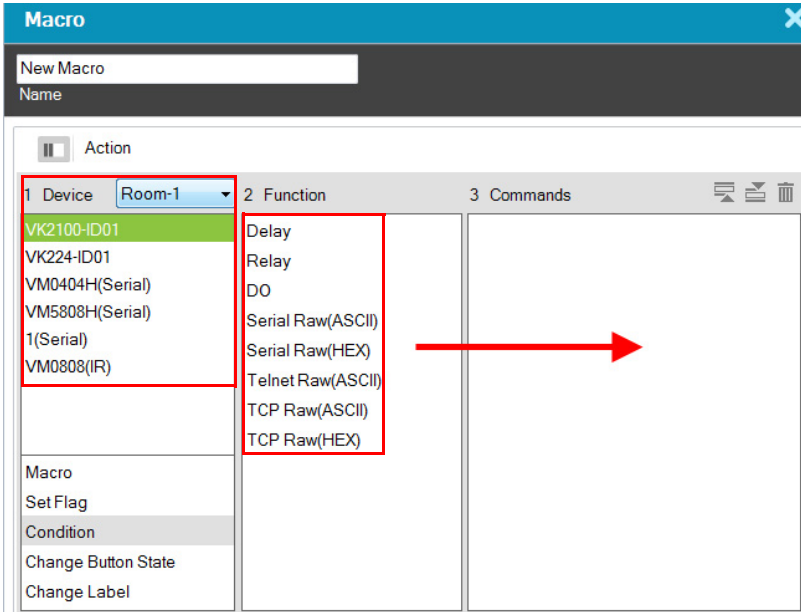 Macro
New Macro
Name
Action
1 Device Room-1 2 Function 3 Commands
VK2100-ID01
VK224-ID01
VM0404H(Serial)
VM5808H(Serial)
1(Serial)
VM0808(IR)
Macro
Set Flag
Condition
Change Button State
Change Label
Delay
Relay
DO
Serial Raw(ASCII)
Serial Raw(HEX)
Telnet Raw(ASCII)
TCP Raw(ASCII)
TCP Raw(HEX)